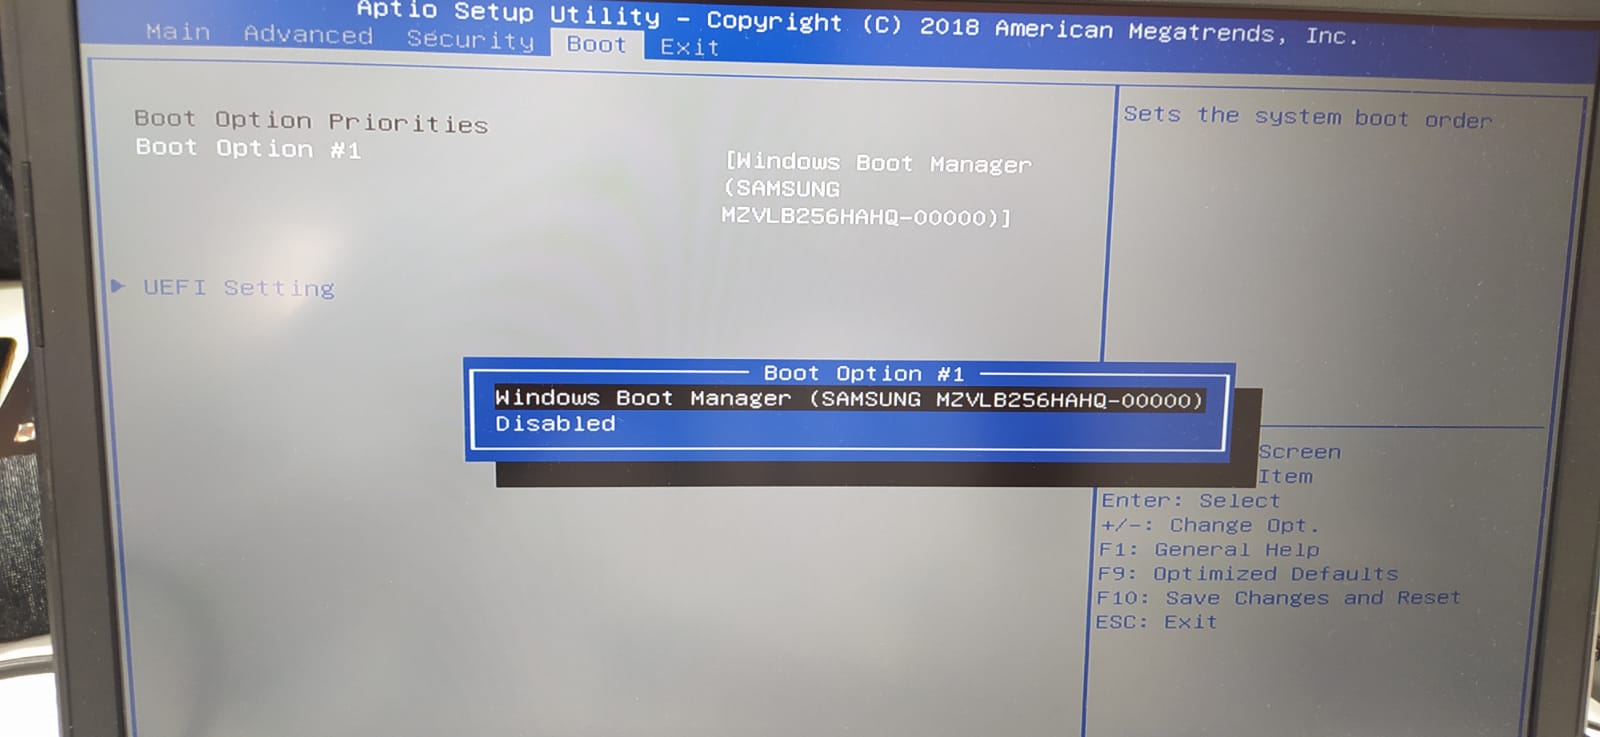 Aptio Setup Utility - Copyright (C) 2018 American Megatrends, Inc.
Main Advanced Security Boot Exit
Boot Option Priorities
Boot Option #1
[Windows Boot Manager
(SAMSUNG
MZVLB256HAHQ-00000)]
UEFI Setting
Sets the system boot order
Boot Option #1
Windows Boot Manager (SAMSUNG MZVLB256HAHQ-00000)
Disabled
Screen
Item
Enter: Select
+/-: Change Opt.
F1: General Help
F9: Optimized Defaults
F10: Save Changes and Reset
ESC: Exit